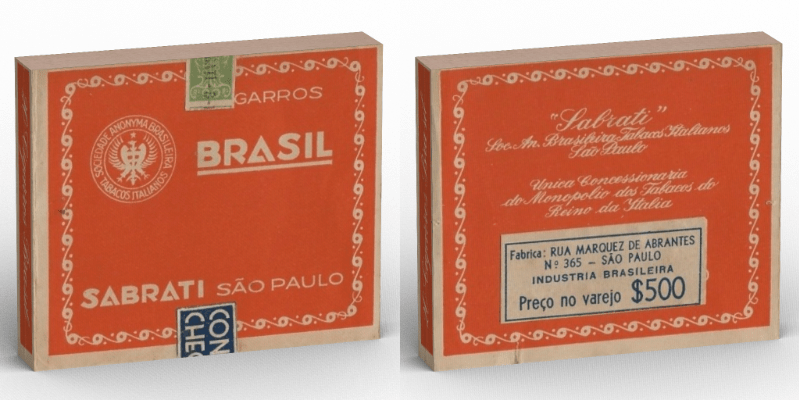 GARROS
SOCIEDADE ANONYMA BRASILEIRA
TABACOS ITALIANOS
BRASIL
SABRATI SÃO PAULO
CON
CHE
"Sabrati"
Soc. An. Brasileira Tabacos Italianos
São Paulo
Unica Concessionaria
do Monopolio dos Tabacos do
Reino da Italia
Fabrica: RUA MARQUEZ DE ABRANTES
Nº 365 – SÃO PAULO
INDUSTRIA BRASILEIRA
Preço no varejo $500